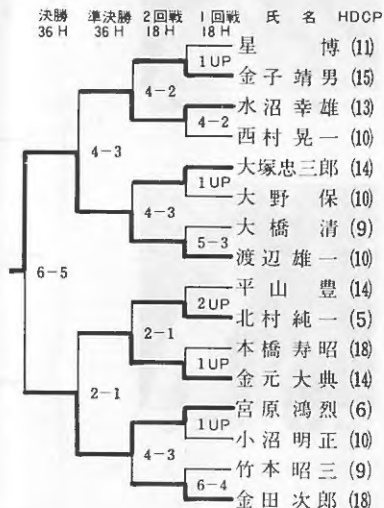 決勝 準決勝 2回戦 1回戦 氏名 HDCP
36H 36H 18H 18H
星博 (11)
1UP
金子靖男 (15)
4-2
水沼幸雄 (13)
4-2
西村晃一 (10)
4-3
大塚忠三郎 (14)
1UP
大野保 (10)
4-3
大橋清 (9)
5-3
渡辺雄一 (10)
6-5
平山豊 (14)
2UP
北村純一 (5)
2-1
本橋寿昭 (18)
1UP
金元大典 (14)
2-1
宮原鴻烈 (6)
1UP
小沼明正 (10)
4-3
竹本昭三 (9)
6-4
金田次郎 (18)